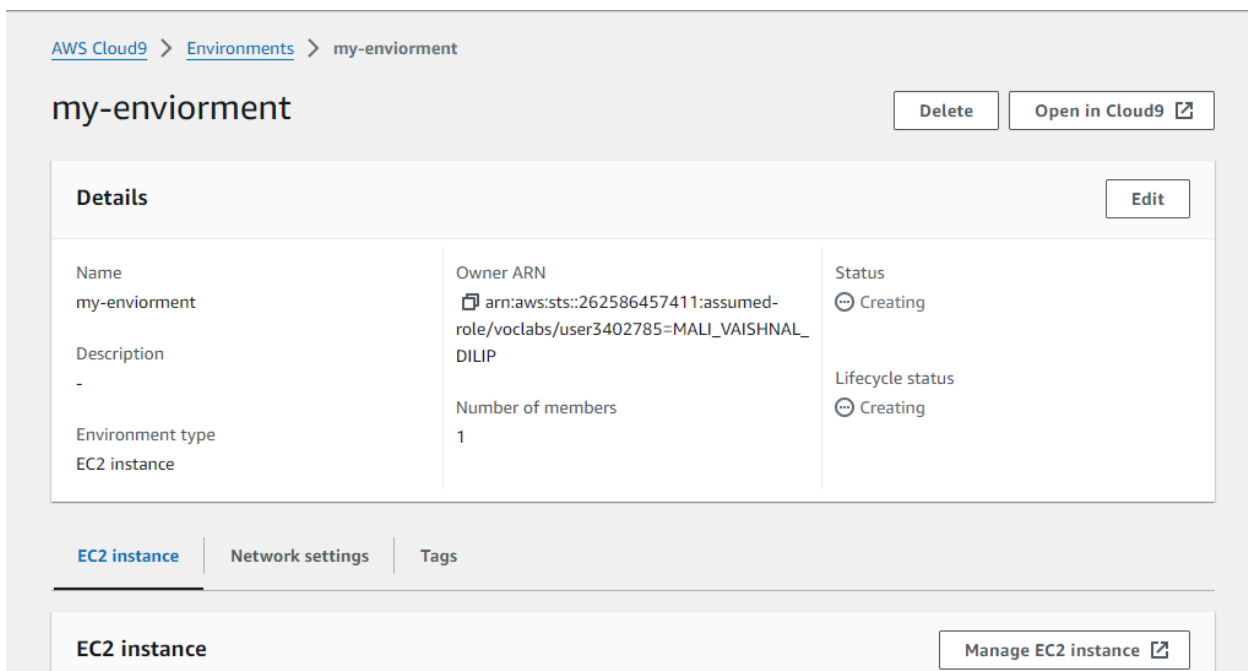 AWS Cloud9 > Environments > my-enviorment
my-enviorment
Delete
Open in Cloud9
Details
Edit
Name
my-enviorment
Description
-
Environment type
EC2 instance
Owner ARN
arn:aws:sts::262586457411:assumed-
role/voclabs/user3402785=MALI_VAISHNAL_
DILIP
Number of members
1
Status
Creating
Lifecycle status
Creating
EC2 instance
Network settings
Tags
EC2 instance
Manage EC2 instance